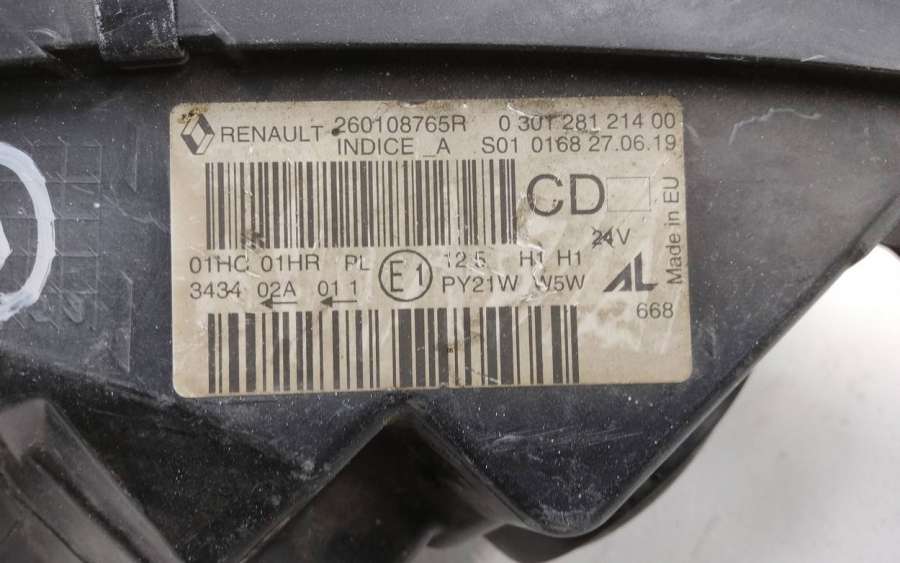 RENAULT 260108765R 0 301 281 214 00
INDICE _A S01 0168 27.06.19
CD
24V
Made in EU
01HC 01HR PL E1 12.5 H1 H1
3434 02A 01 1 PY21W W5W AL
668